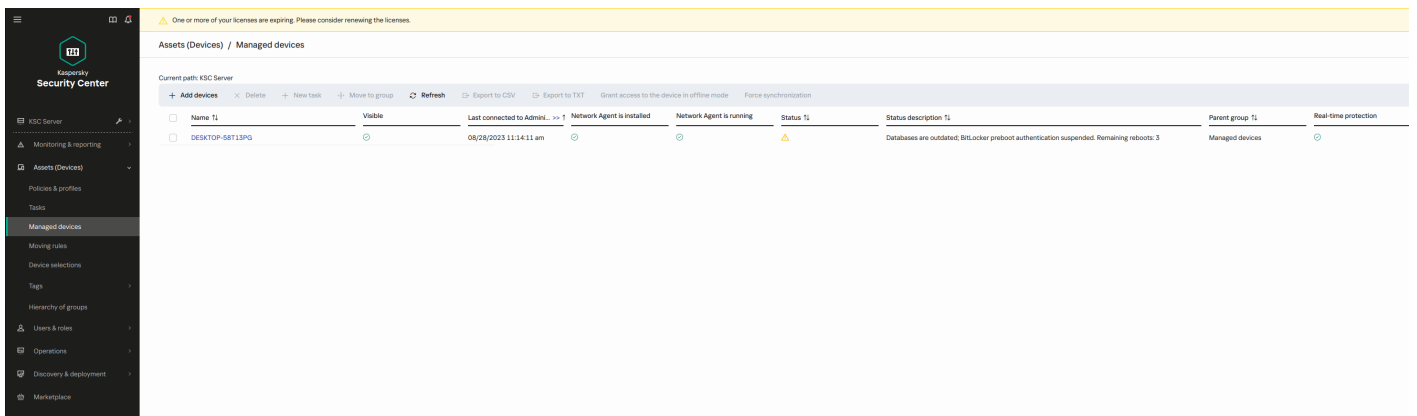 One or more of your licenses are expiring. Please consider renewing the licenses.
Kaspersky
Security Center
KSC Server
Monitoring & reporting
Assets (Devices)
Policies & profiles
Tasks
Managed devices
Moving rules
Device selections
Tags
Hierarchy of groups
Users & roles
Operations
Discovery & deployment
Marketplace
Assets (Devices) / Managed devices
Current path: KSC Server
+ Add devices × Delete + New task Move to group Refresh Export to CSV Export to TXT Grant access to the device in offline mode Force synchronization
Name ↑↓ Visible Last connected to Admini... >> ↑ Network Agent is installed Network Agent is running Status ↑↓ Status description ↑↓ Parent group ↑↓ Real-time protection
DESKTOP-58T13PG 08/28/2023 11:14:11 am Databases are outdated; BitLocker preboot authentication suspended. Remaining reboots: 3 Managed devices